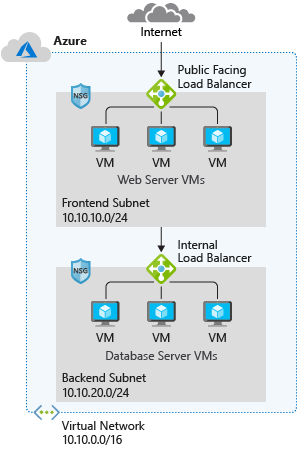 Internet
Azure
Public Facing
Load Balancer
NSG
VM VM VM
Web Server VMs
Frontend Subnet
10.10.10.0/24
Internal
Load Balancer
NSG
VM VM VM
Database Server VMs
Backend Subnet
10.10.20.0/24
Virtual Network
10.10.0.0/16